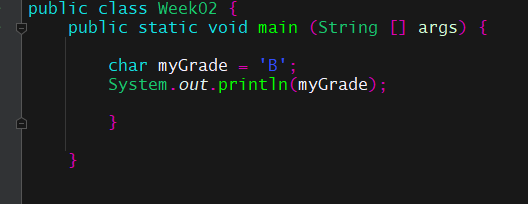 public class Week02 {
public static void main (String [] args) {
char myGrade = 'B';
System.out.println(myGrade);
}
}